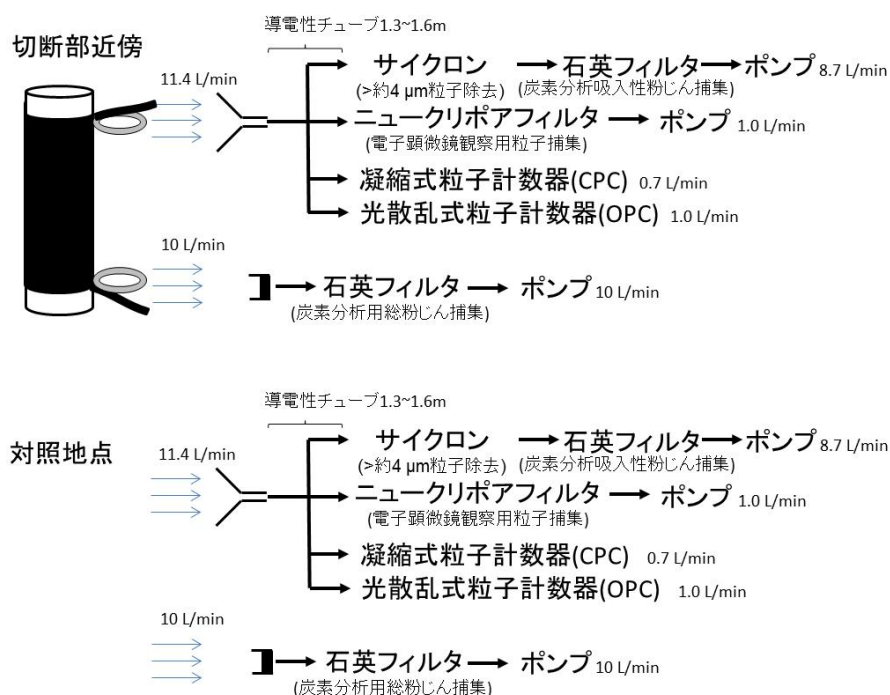 導電性チューブ1.3~1.6m
切断部近傍
11.4 L/min
サイクロン
石英フィルタ
ポンプ 8.7 L/min
(>約4 µm粒子除去)
(炭素分析吸入性粉じん捕集)
ニュークリポアフィルタ
ポンプ 1.0 L/min
(電子顕微鏡観察用粒子捕集)
凝縮式粒子計数器(CPC) 0.7 L/min
光散乱式粒子計数器(OPC) 1.0 L/min
10 L/min
石英フィルタ
ポンプ 10 L/min
(炭素分析用総粉じん捕集)
導電性チューブ1.3~1.6m
対照地点
11.4 L/min
サイクロン
石英フィルタ
ポンプ 8.7 L/min
(>約4 µm粒子除去)
(炭素分析吸入性粉じん捕集)
ニュークリポアフィルタ
ポンプ 1.0 L/min
(電子顕微鏡観察用粒子捕集)
凝縮式粒子計数器(CPC) 0.7 L/min
光散乱式粒子計数器(OPC) 1.0 L/min
10 L/min
石英フィルタ
ポンプ 10 L/min
(炭素分析用総粉じん捕集)